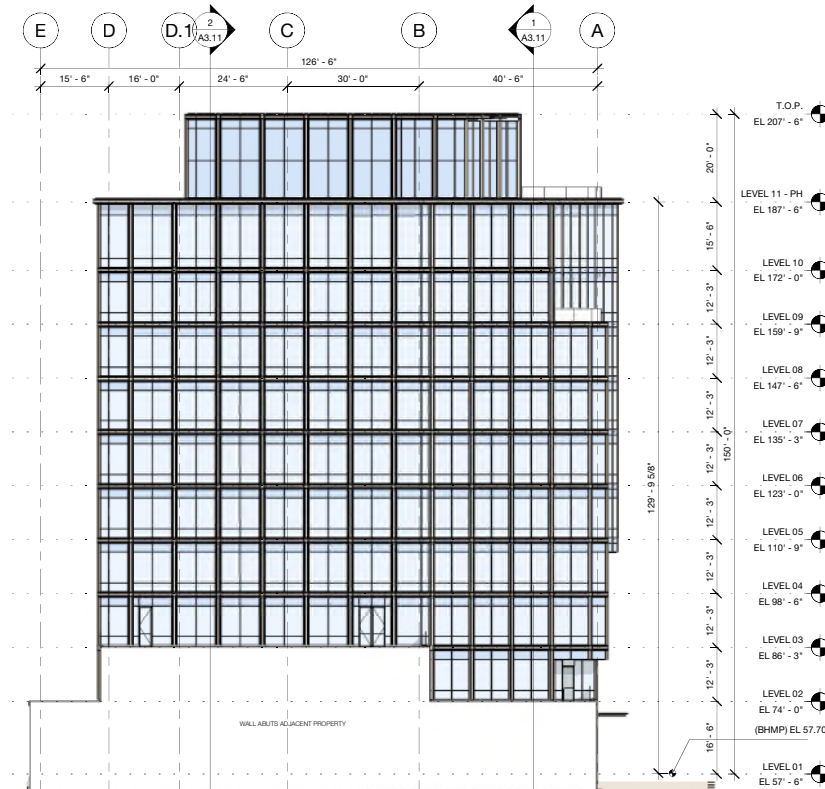 E
D
D.1
2
A3.11
C
B
1
A3.11
A
126' - 6"
15' - 6"
16' - 0"
24' - 6"
30' - 0"
40' - 6"
T.O.P.
EL 207' - 6"
20' - 0"
LEVEL 11 - PH
EL 187' - 6"
15' - 6"
LEVEL 10
EL 172' - 0"
12' - 3"
LEVEL 09
EL 159' - 9"
12' - 3"
LEVEL 08
EL 147' - 6"
12' - 3"
LEVEL 07
EL 135' - 3"
150' - 0"
12' - 3"
129' - 9 5/8"
LEVEL 06
EL 123' - 0"
12' - 3"
LEVEL 05
EL 110' - 9"
12' - 3"
LEVEL 04
EL 98' - 6"
12' - 3"
LEVEL 03
EL 86' - 3"
12' - 3"
LEVEL 02
EL 74' - 0"
WALL ABUTS ADJACENT PROPERTY
(BHMP) EL 57.70
16' - 6"
LEVEL 01
EL 57' - 6"